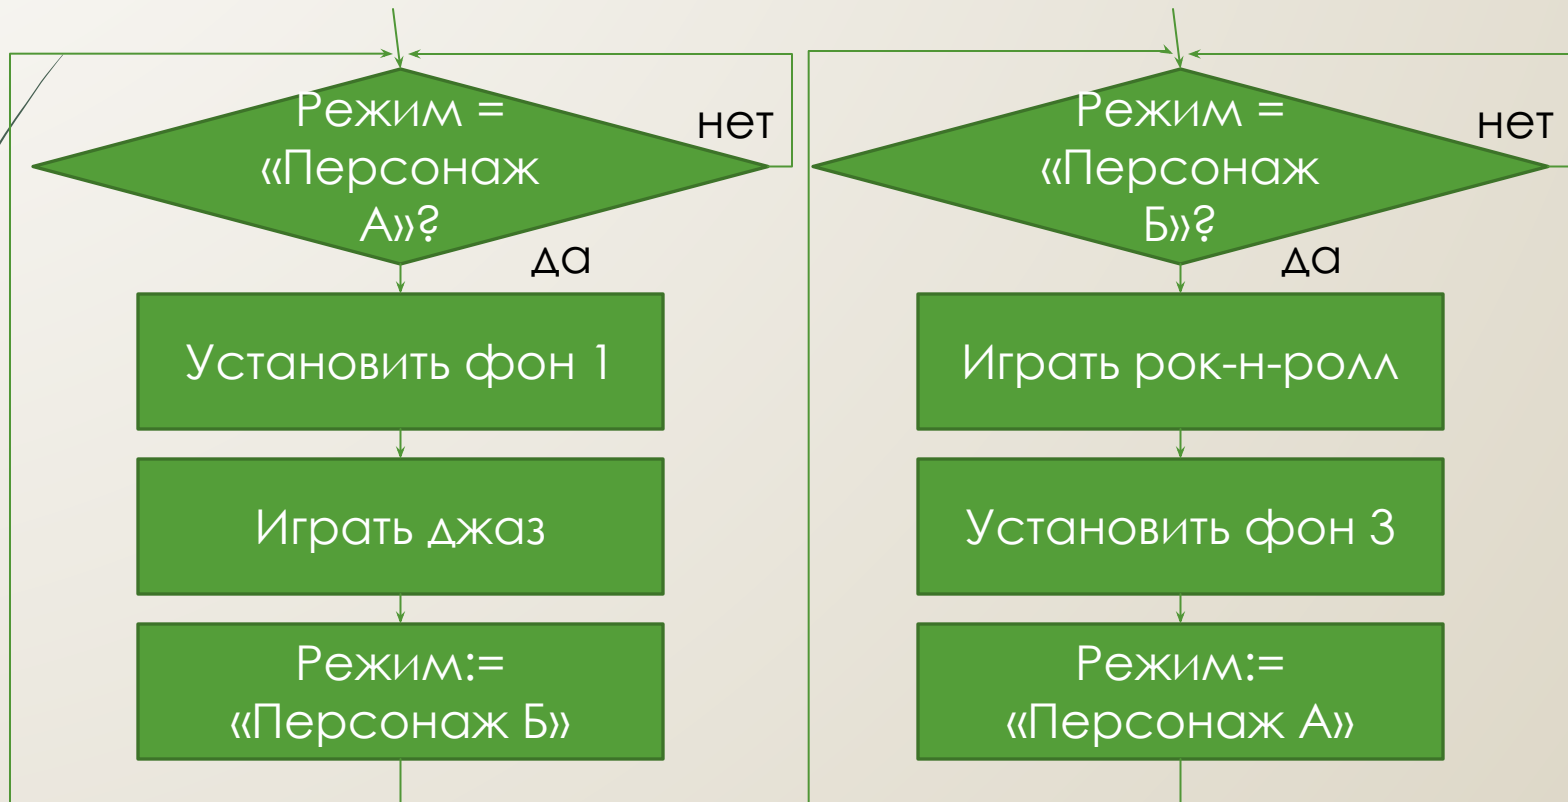 Режим =
«Персонаж
А»?
нет
да
Установить фон 1
Играть джаз
Режим:=
«Персонаж Б»
Режим =
«Персонаж
Б»?
нет
да
Играть рок-н-ролл
Установить фон 3
Режим:=
«Персонаж А»